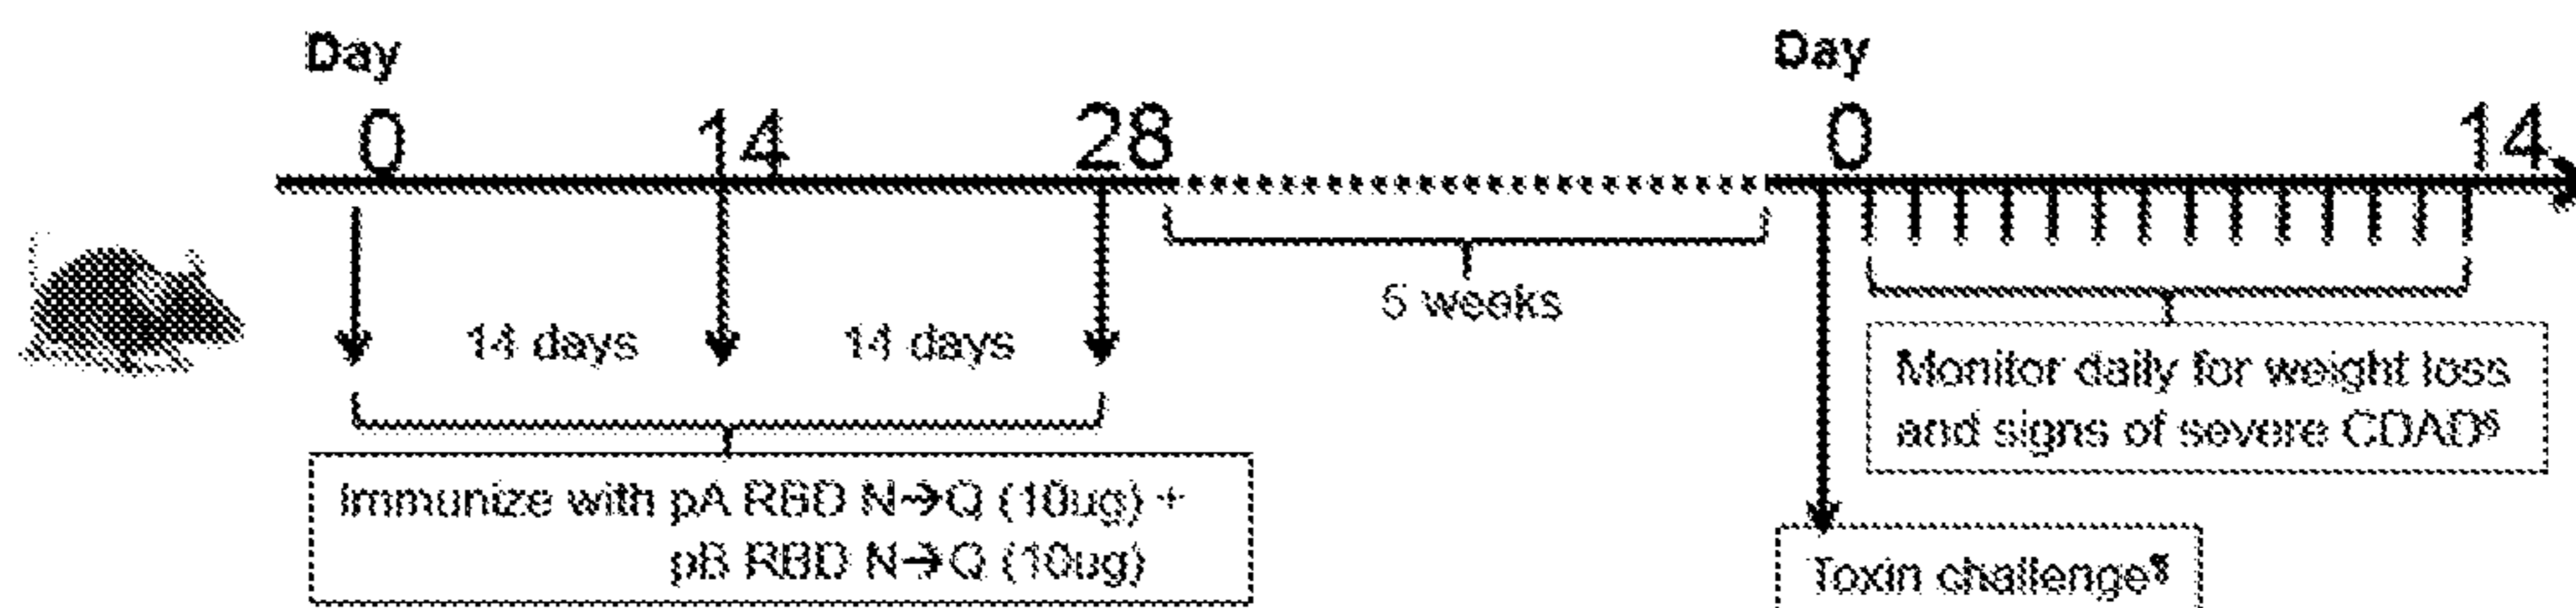 Day
Day
0
14
28
0
14
5 weeks
14 days
14 days
Monitor daily for weight loss
and signs of severe CDAD§
Immunize with pA RBD N→Q (10ug) +
pB RBD N→Q (10ug)
Toxin challenge¶